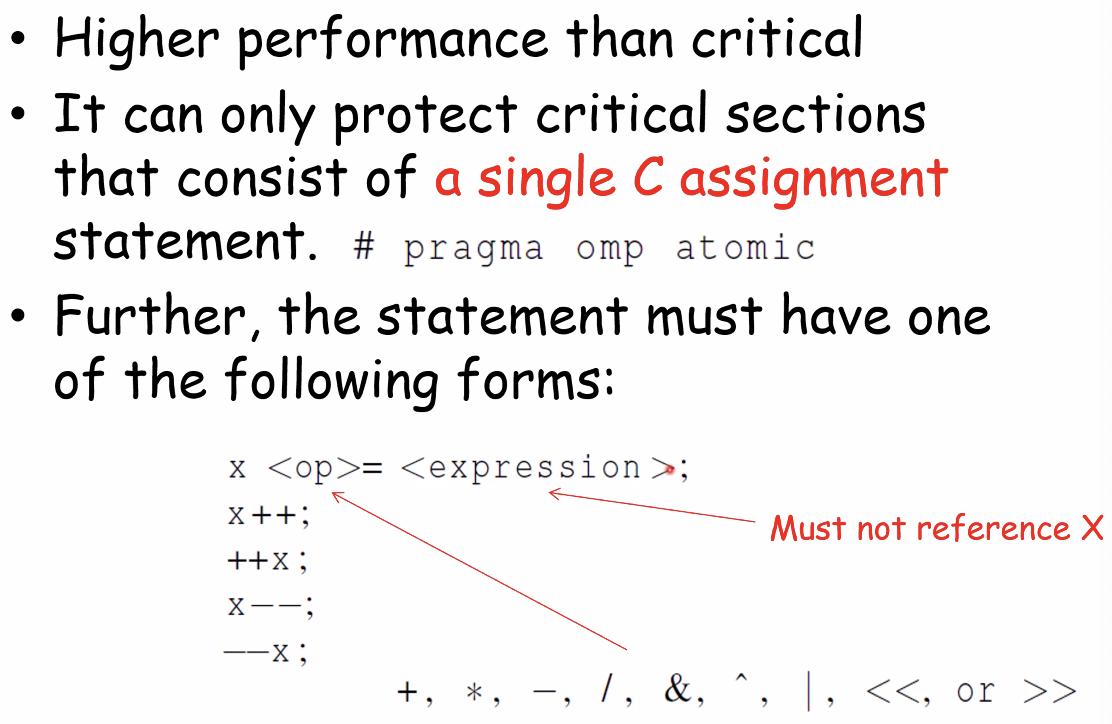 • Higher performance than critical
• It can only protect critical sections
that consist of a single C assignment
statement. # pragma omp atomic
• Further, the statement must have one
of the following forms:
x <op>= <expression>;
x++;
Must not reference X
++x;
x−−;
−−x;
+, *, −, /, &, ^, |, <<, or >>